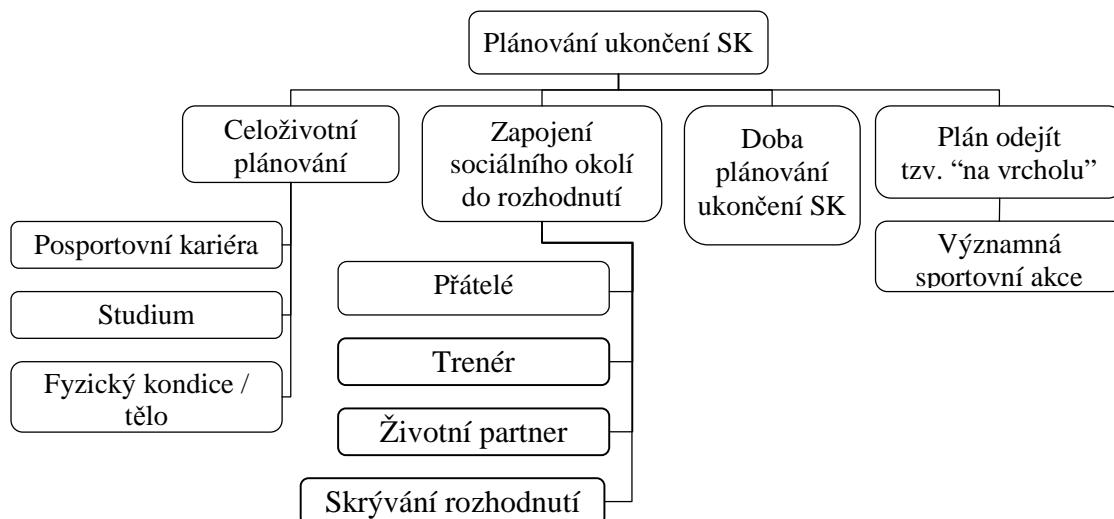 Plánování ukončení SK
Celoživotní
plánování
Posportovní kariéra
Studium
Fyzický kondice /
tělo
Zapojení
sociálního okolí
do rozhodnutí
Přátelé
Trenér
Životní partner
Skrývání rozhodnutí
Doba
plánování
ukončení SK
Plán odejít
tzv. “na vrcholu”
Významná
sportovní akce